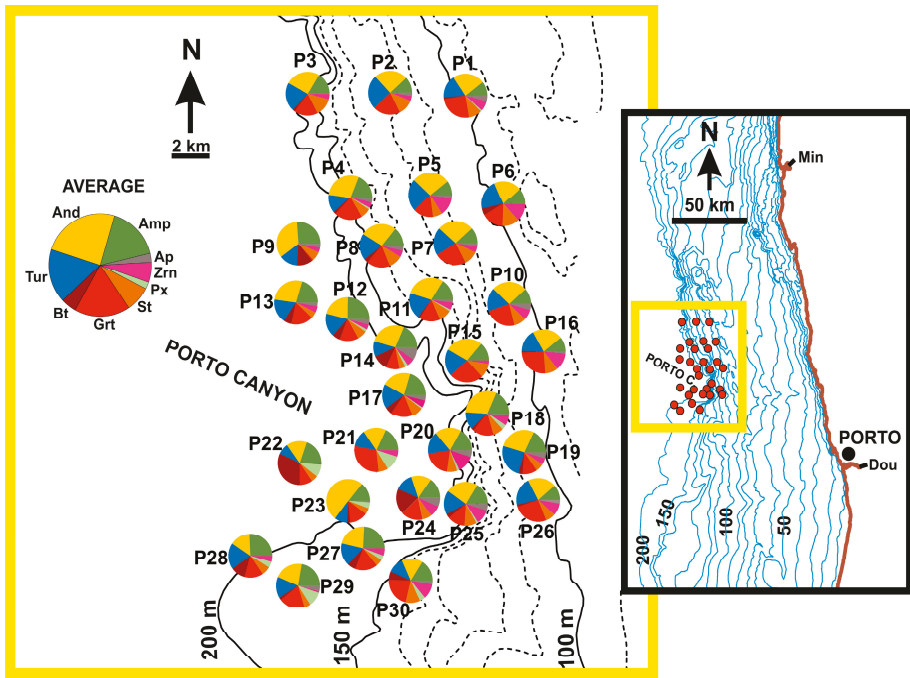 N
2 km
P3
P2
P1
P4
P5
P6
AVERAGE
And
Amp
Ap
Zrn
Px
St
Grt
Bt
Tur
P9
P8
P7
P13
P12
P11
P10
P14
P15
P16
PORTO CANYON
P17
P18
P22
P21
P20
P19
P23
P24
P25
P26
P28
P27
P29
P30
200 m
150 m
100 m
N
50 km
Min
PORTO C
PORTO
Dou
200
150
100
50